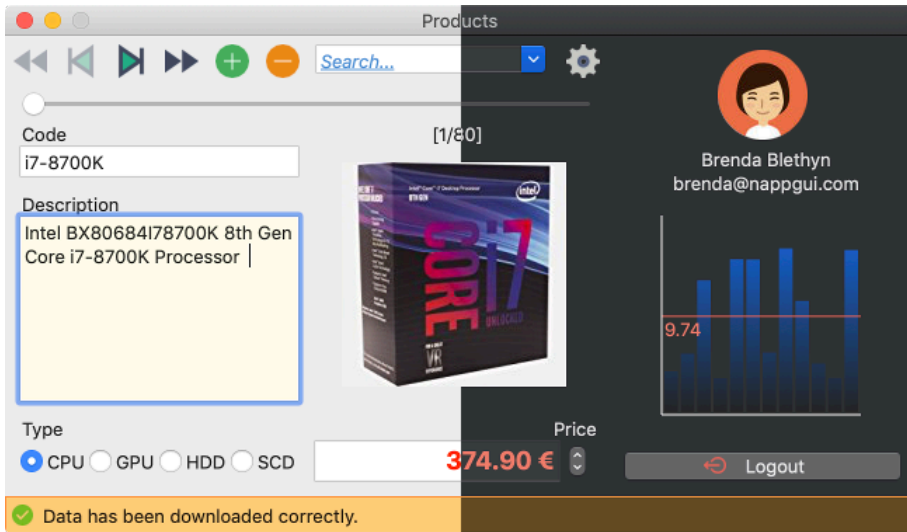 Products
Search...
Code
[1/80]
i7-8700K
Brenda Blethyn
brenda@nappgui.com
Description
Intel BX80684I78700K 8th Gen
Core i7-8700K Processor
intel
CORE i7
UNLOCKED
VR
9.74
Type
Price
CPU
GPU
HDD
SCD
374.90 €
Logout
Data has been downloaded correctly.